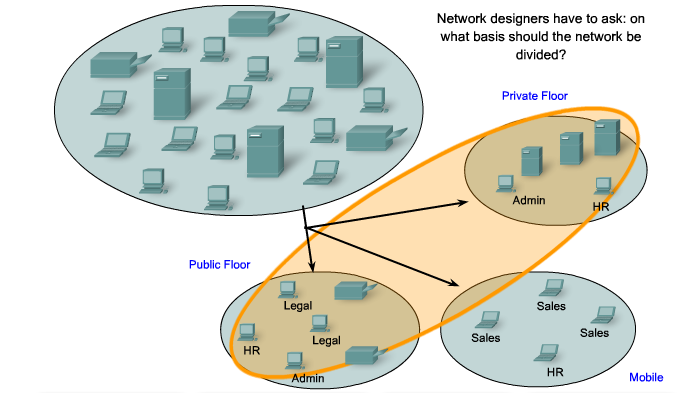 Network designers have to ask: on
what basis should the network be
divided?
Private Floor
Admin
HR
Public Floor
Legal
Legal
HR
Admin
Sales
Sales
Sales
HR
Mobile